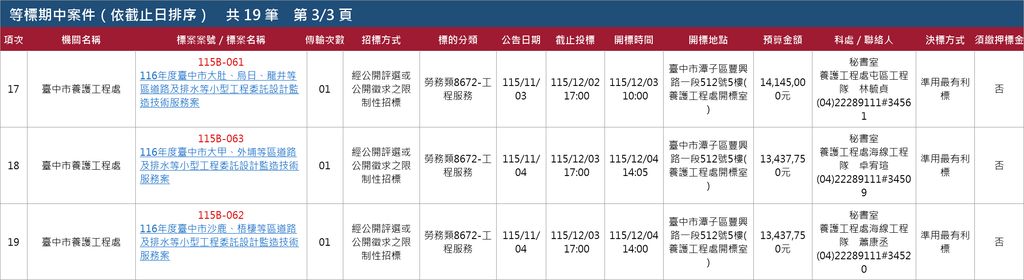 等標期中案件（依截止日排序）　共 19 筆　第 3/3 頁
項次 機關名稱 標案案號 / 標案名稱 傳輸次數 招標方式 標的分類 公告日期 截止投標 開標時間 開標地點 預算金額 科處 / 聯絡人 決標方式 須繳押標金
17 臺中市養護工程處 115B-061
116年度臺中市大肚、烏日、龍井等
區道路及排水等小型工程委託設計監
造技術服務案
01
經公開評選或
公開徵求之限
制性招標
勞務類8672-工
程服務
115/11/
03
115/12/02
17:00
115/12/03
10:00
臺中市潭子區豐興
路一段512號5樓(
養護工程處開標室
)
14,145,00
0元
秘書室
養護工程處屯區工程
隊　林毓貞
(04)22289111#3456
1
準用最有利
標
否
18 臺中市養護工程處 115B-063
116年度臺中市大甲、外埔等區道路
及排水等小型工程委託設計監造技術
服務案
01
經公開評選或
公開徵求之限
制性招標
勞務類8672-工
程服務
115/11/
04
115/12/03
17:00
115/12/04
14:05
臺中市潭子區豐興
路一段512號5樓(
養護工程處開標室
)
13,437,75
0元
秘書室
養護工程處海線工程
隊　卓宥瑄
(04)22289111#3450
9
準用最有利
標
否
19 臺中市養護工程處 115B-062
116年度臺中市沙鹿、梧棲等區道路
及排水等小型工程委託設計監造技術
服務案
01
經公開評選或
公開徵求之限
制性招標
勞務類8672-工
程服務
115/11/
04
115/12/03
17:00
115/12/04
14:00
臺中市潭子區豐興
路一段512號5樓(
養護工程處開標室
)
13,437,75
0元
秘書室
養護工程處海線工程
隊　蕭康丞
(04)22289111#3452
0
準用最有利
標
否